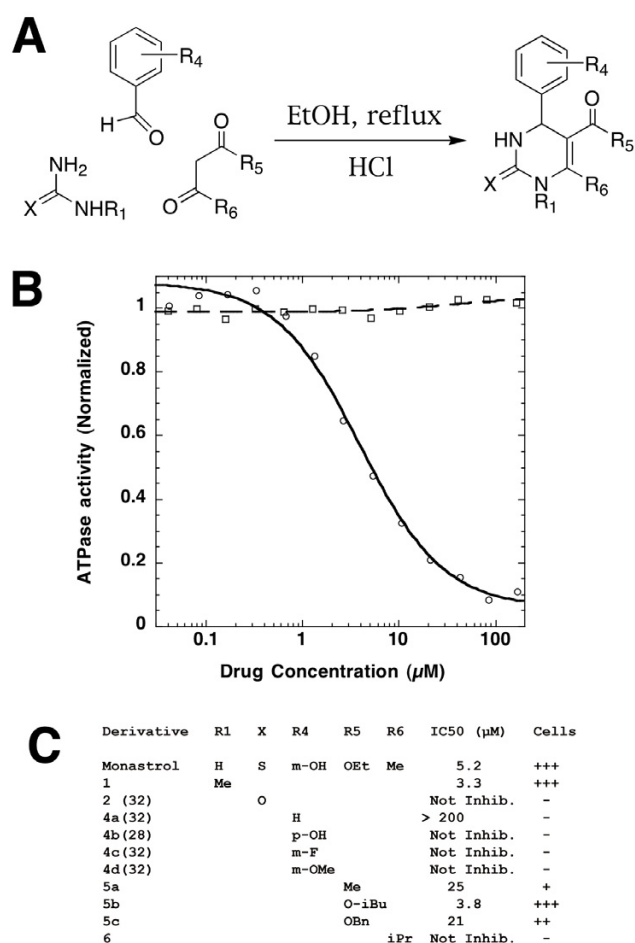 A
R4
H
O
O
R5
O
R6
NH2
X
NHR1
EtOH, reflux
HCl
R4
O
HN
R5
X
N
R6
R1
B
ATPase activity (Normalized)
1
0.8
0.6
0.4
0.2
0
0.1 1 10 100
Drug Concentration (µM)
C
Derivative R1 X R4 R5 R6 IC50 (µM) Cells
Monastrol H S m-OH OEt Me 5.2 +++
1 Me 3.3 +++
2 (32) O Not Inhib. -
4a(32) H > 200 -
4b(28) p-OH Not Inhib. -
4c(32) m-F Not Inhib. -
4d(32) m-OMe Not Inhib. -
5a Me 25 +
5b O-iBu 3.8 +++
5c OBn 21 ++
6 iPr Not Inhib. -